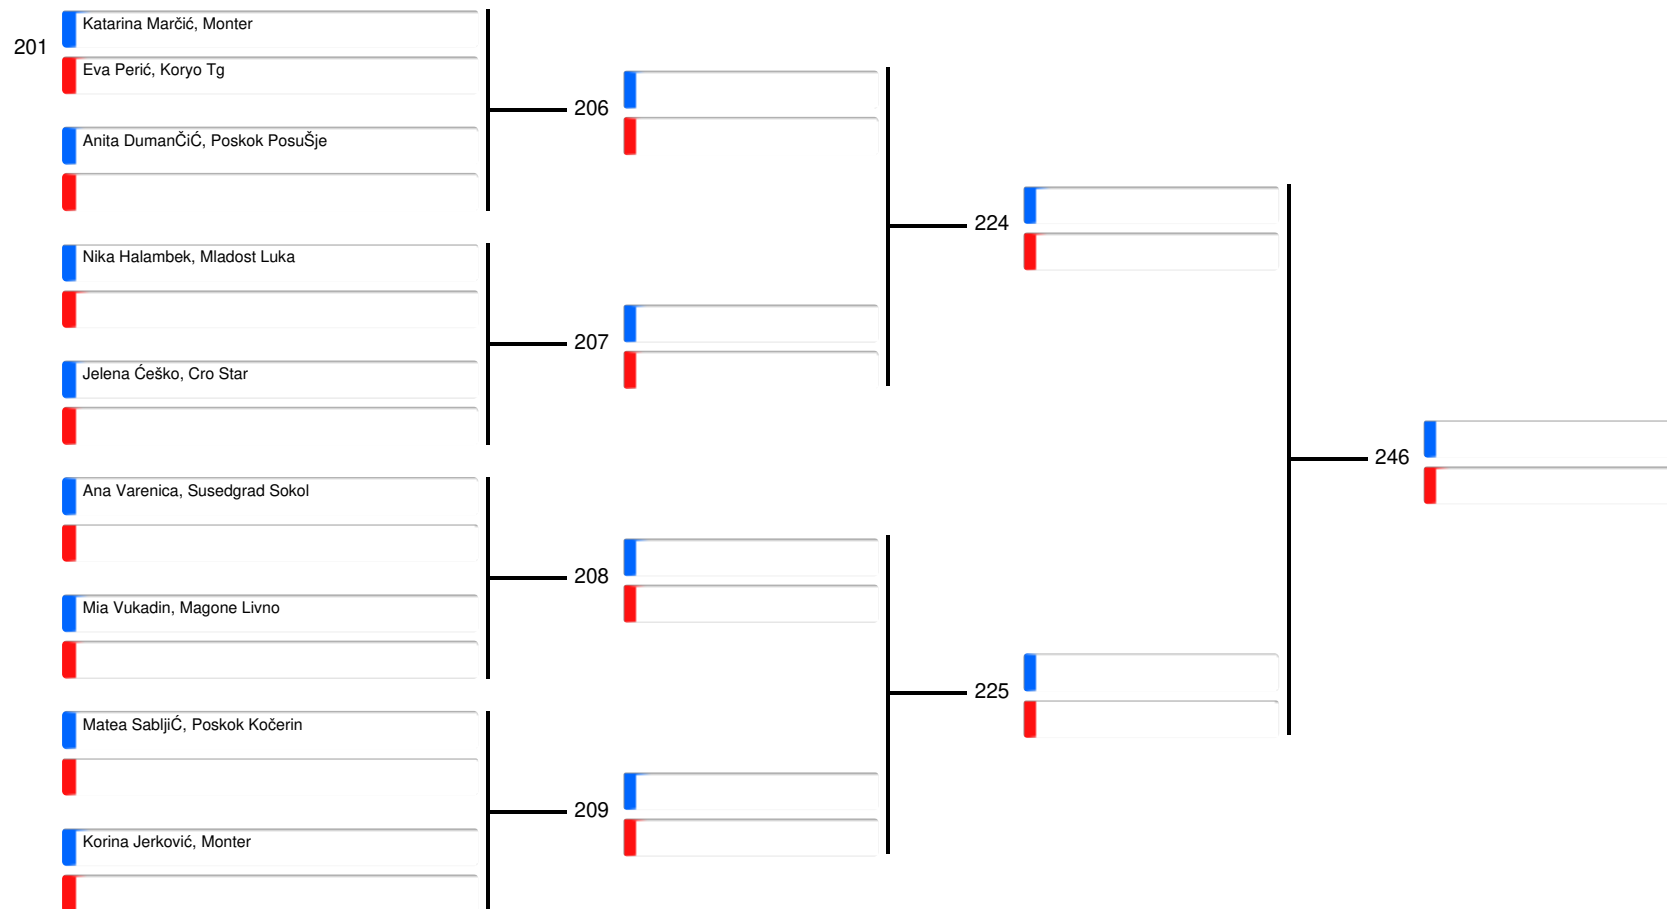 Katarina Marčić, Monter
201
Eva Perić, Koryo Tg
206
Anita DumanČiĆ, Poskok PosuŠje
224
Nika Halambek, Mladost Luka
207
Jelena Ćeško, Cro Star
246
Ana Varenica, Susedgrad Sokol
208
Mia Vukadin, Magone Livno
225
Matea SabljiĆ, Poskok Kočerin
209
Korina Jerković, Monter